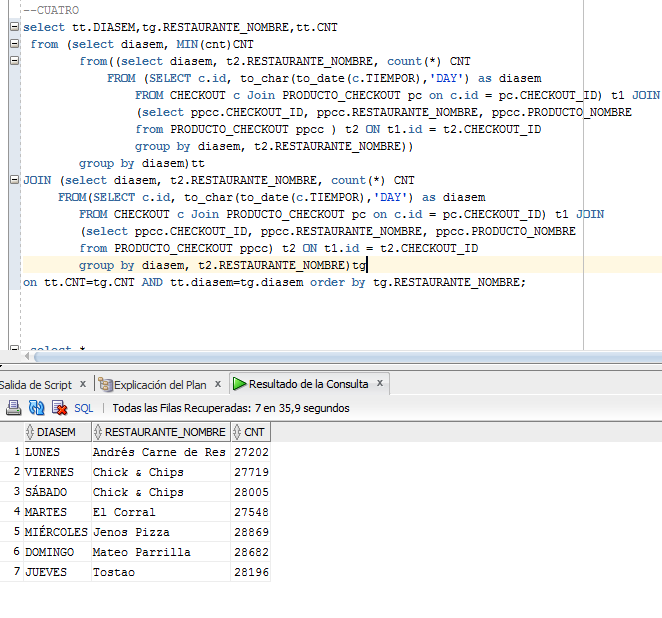 --CUATRO
select tt.DIASEM,tg.RESTAURANTE_NOMBRE,tt.CNT
from (select diasem, MIN(cnt)CNT
from((select diasem, t2.RESTAURANTE_NOMBRE, count(*) CNT
FROM (SELECT c.id, to_char(to_date(c.TIEMPOR),'DAY') as diasem
FROM CHECKOUT c Join PRODUCTO_CHECKOUT pc on c.id = pc.CHECKOUT_ID) t1 JOIN
(select ppcc.CHECKOUT_ID, ppcc.RESTAURANTE_NOMBRE, ppcc.PRODUCTO_NOMBRE
from PRODUCTO_CHECKOUT ppcc ) t2 ON t1.id = t2.CHECKOUT_ID
group by diasem, t2.RESTAURANTE_NOMBRE))
group by diasem)tt
JOIN (select diasem, t2.RESTAURANTE_NOMBRE, count(*) CNT
FROM(SELECT c.id, to_char(to_date(c.TIEMPOR),'DAY') as diasem
FROM CHECKOUT c Join PRODUCTO_CHECKOUT pc on c.id = pc.CHECKOUT_ID) t1 JOIN
(select ppcc.CHECKOUT_ID, ppcc.RESTAURANTE_NOMBRE, ppcc.PRODUCTO_NOMBRE
from PRODUCTO_CHECKOUT ppcc) t2 ON t1.id = t2.CHECKOUT_ID
group by diasem, t2.RESTAURANTE_NOMBRE)tg
on tt.CNT=tg.CNT AND tt.diasem=tg.diasem order by tg.RESTAURANTE_NOMBRE;
select *
Salida de Script x Explicación del Plan x Resultado de la Consulta x
SQL | Todas las Filas Recuperadas: 7 en 35,9 segundos
DIASEM RESTAURANTE_NOMBRE CNT
1 LUNES Andrés Carne de Res 27202
2 VIERNES Chick & Chips 27719
3 SÁBADO Chick & Chips 28005
4 MARTES El Corral 27548
5 MIÉRCOLES Jenos Pizza 28869
6 DOMINGO Mateo Parrilla 28682
7 JUEVES Tostao 28196